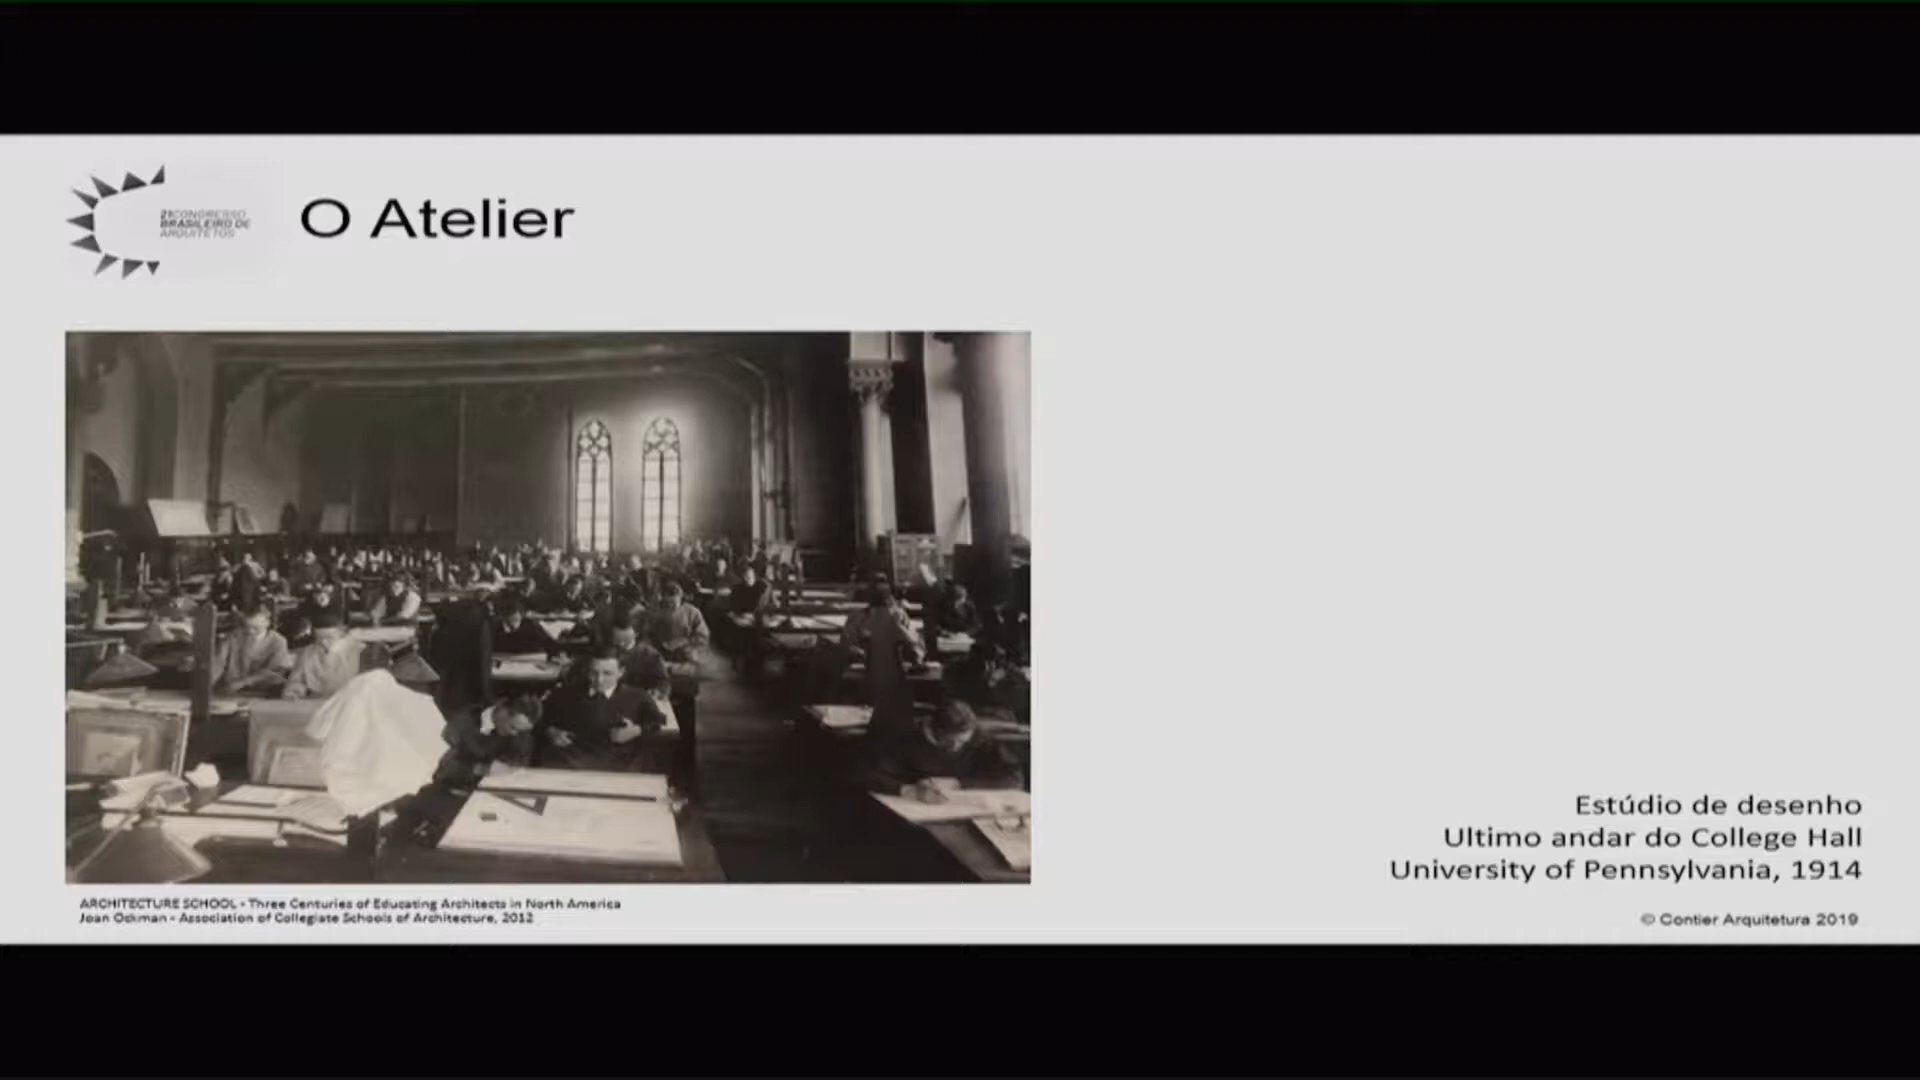 21CONGRESSO
BRASILEIRO DE
ARQUITETOS
O Atelier
ARCHITECTURE SCHOOL - Three Centuries of Educating Architects in North America
Joan Ockman - Association of Collegiate Schools of Architecture, 2012
Estúdio de desenho
Ultimo andar do College Hall
University of Pennsylvania, 1914
© Contier Arquitetura 2019